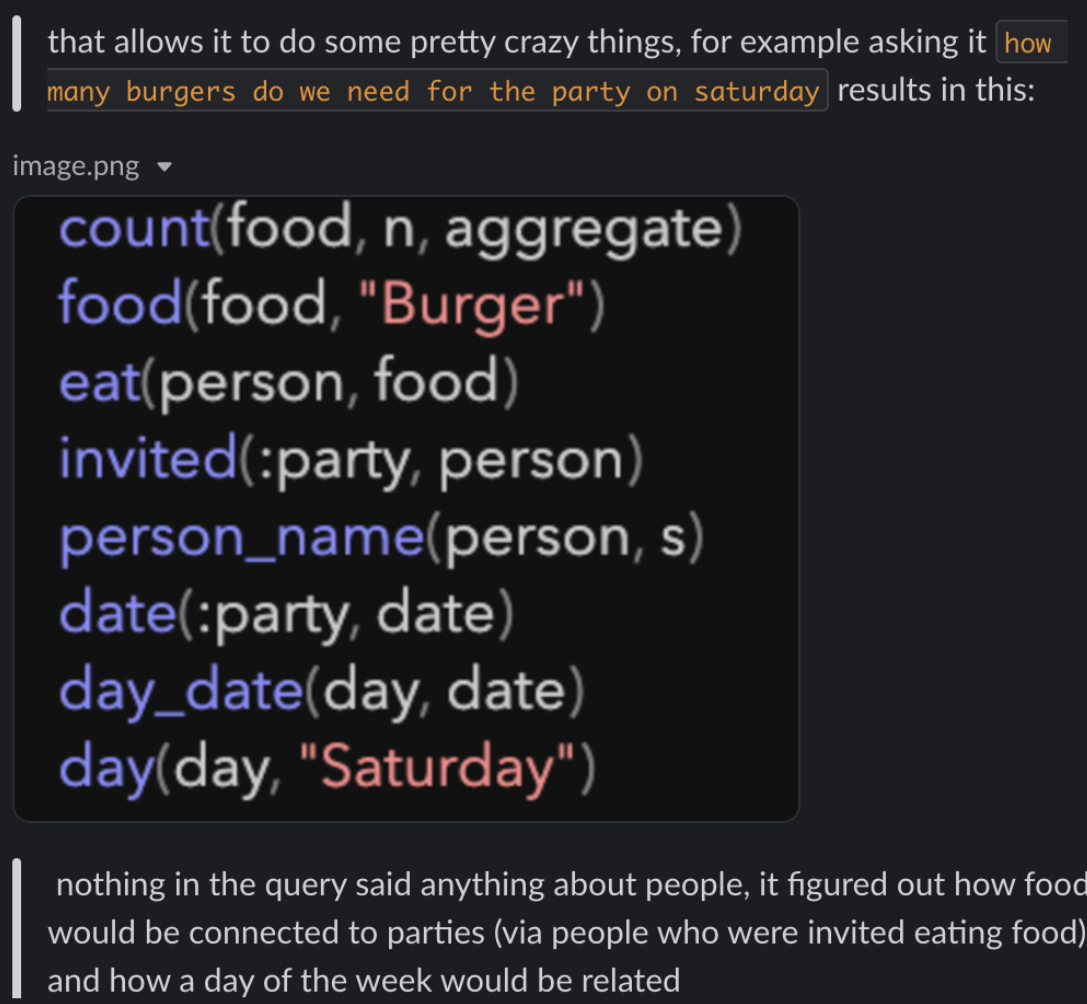 that allows it to do some pretty crazy things, for example asking it how
many burgers do we need for the party on saturday results in this:
image.png
count(food, n, aggregate)
food(food, "Burger")
eat(person, food)
invited(:party, person)
person_name(person, s)
date(:party, date)
day_date(day, date)
day(day, "Saturday")
nothing in the query said anything about people, it figured out how food
would be connected to parties (via people who were invited eating food)
and how a day of the week would be related